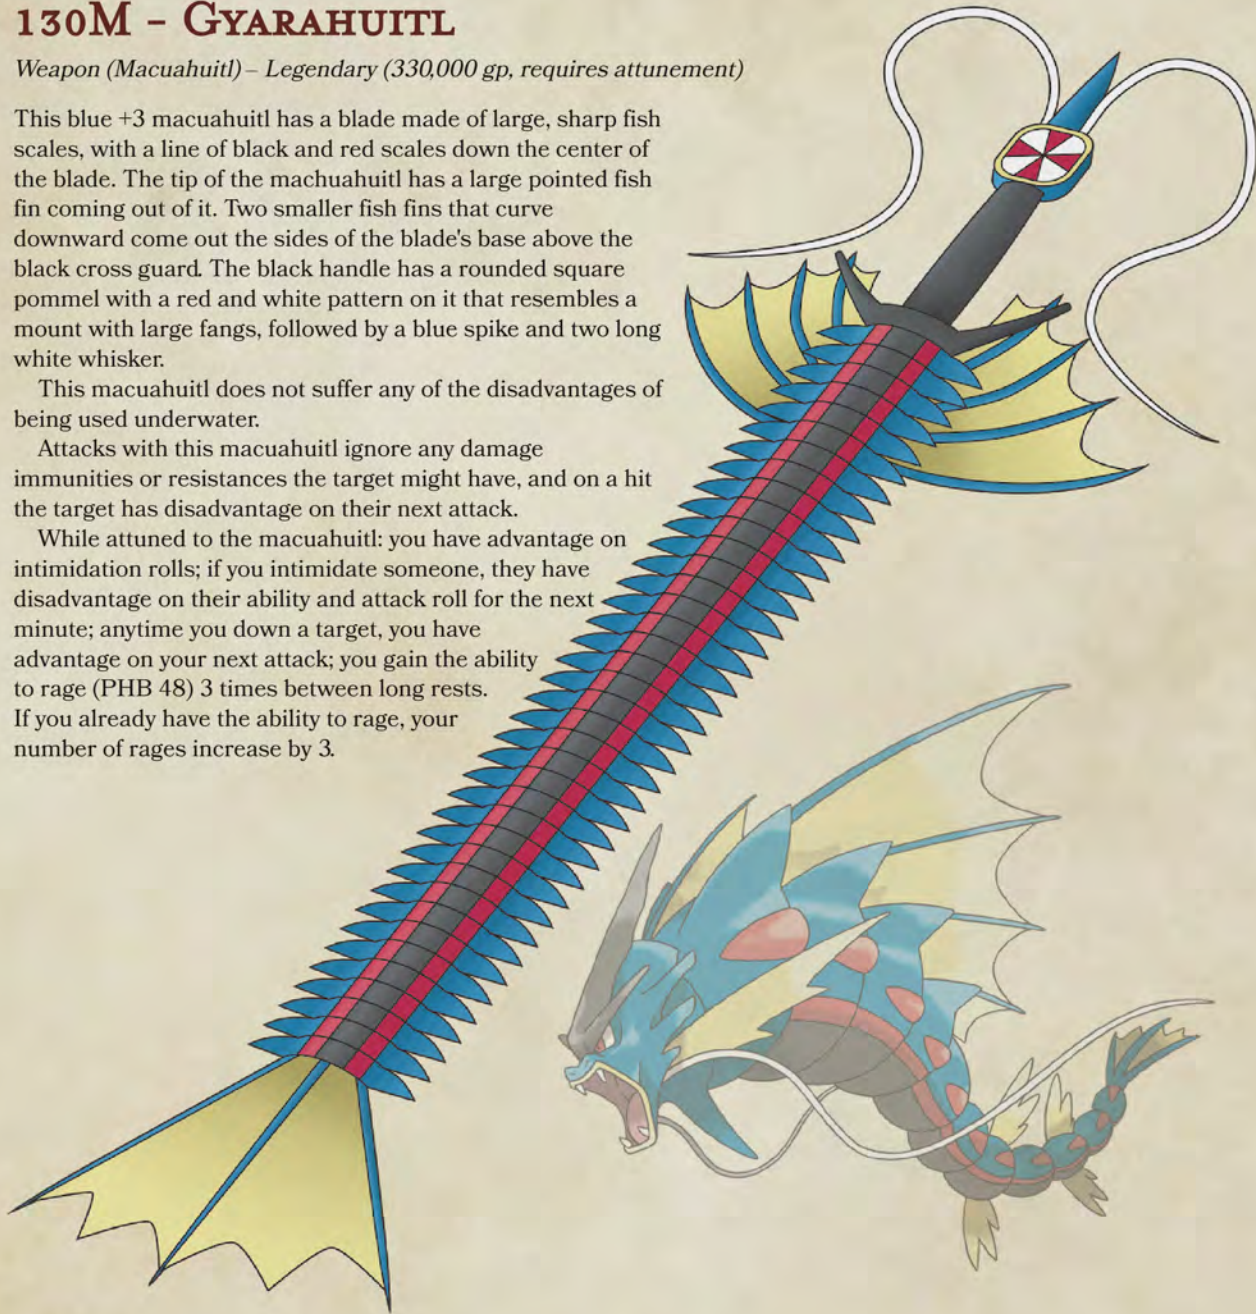 130M – Gyarahuitl
Weapon (Macuahuitl) – Legendary (330,000 gp, requires attunement)
This blue +3 macuahuitl has a blade made of large, sharp fish
scales, with a line of black and red scales down the center of
the blade. The tip of the machuahuitl has a large pointed fish
fin coming out of it. Two smaller fish fins that curve
downward come out the sides of the blade's base above the
black cross guard. The black handle has a rounded square
pommel with a red and white pattern on it that resembles a
mount with large fangs, followed by a blue spike and two long
white whisker.
This macuahuitl does not suffer any of the disadvantages of
being used underwater.
Attacks with this macuahuitl ignore any damage
immunities or resistances the target might have, and on a hit
the target has disadvantage on their next attack.
While attuned to the macuahuitl: you have advantage on
intimidation rolls; if you intimidate someone, they have
disadvantage on their ability and attack roll for the next
minute; anytime you down a target, you have
advantage on your next attack; you gain the ability
to rage (PHB 48) 3 times between long rests.
If you already have the ability to rage, your
number of rages increase by 3.